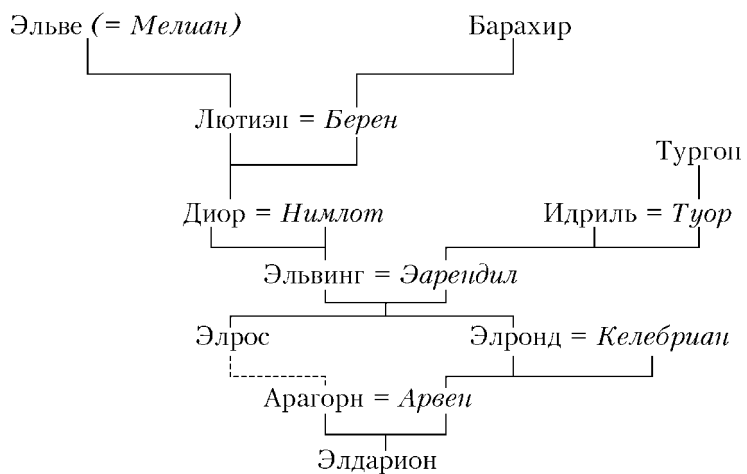 Эльве (= Мелиан) Барахир
Лютиэн = Берен
Тургон
Диор = Нимлот Идриль = Туор
Эльвинг = Эарендил
Элрос Элронд = Келебриан
Арагорн = Арвен
Элдарион